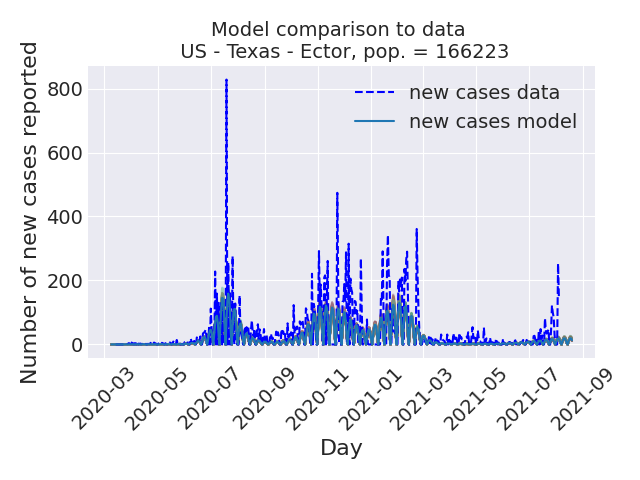 Model comparison to data
US - Texas - Ector, pop. = 166223
Number of new cases reported
800
600
400
200
0
new cases data
new cases model
2020-03
2020-05
2020-07
2020-09
2020-11
2021-01
2021-03
2021-05
2021-07
2021-09
Day